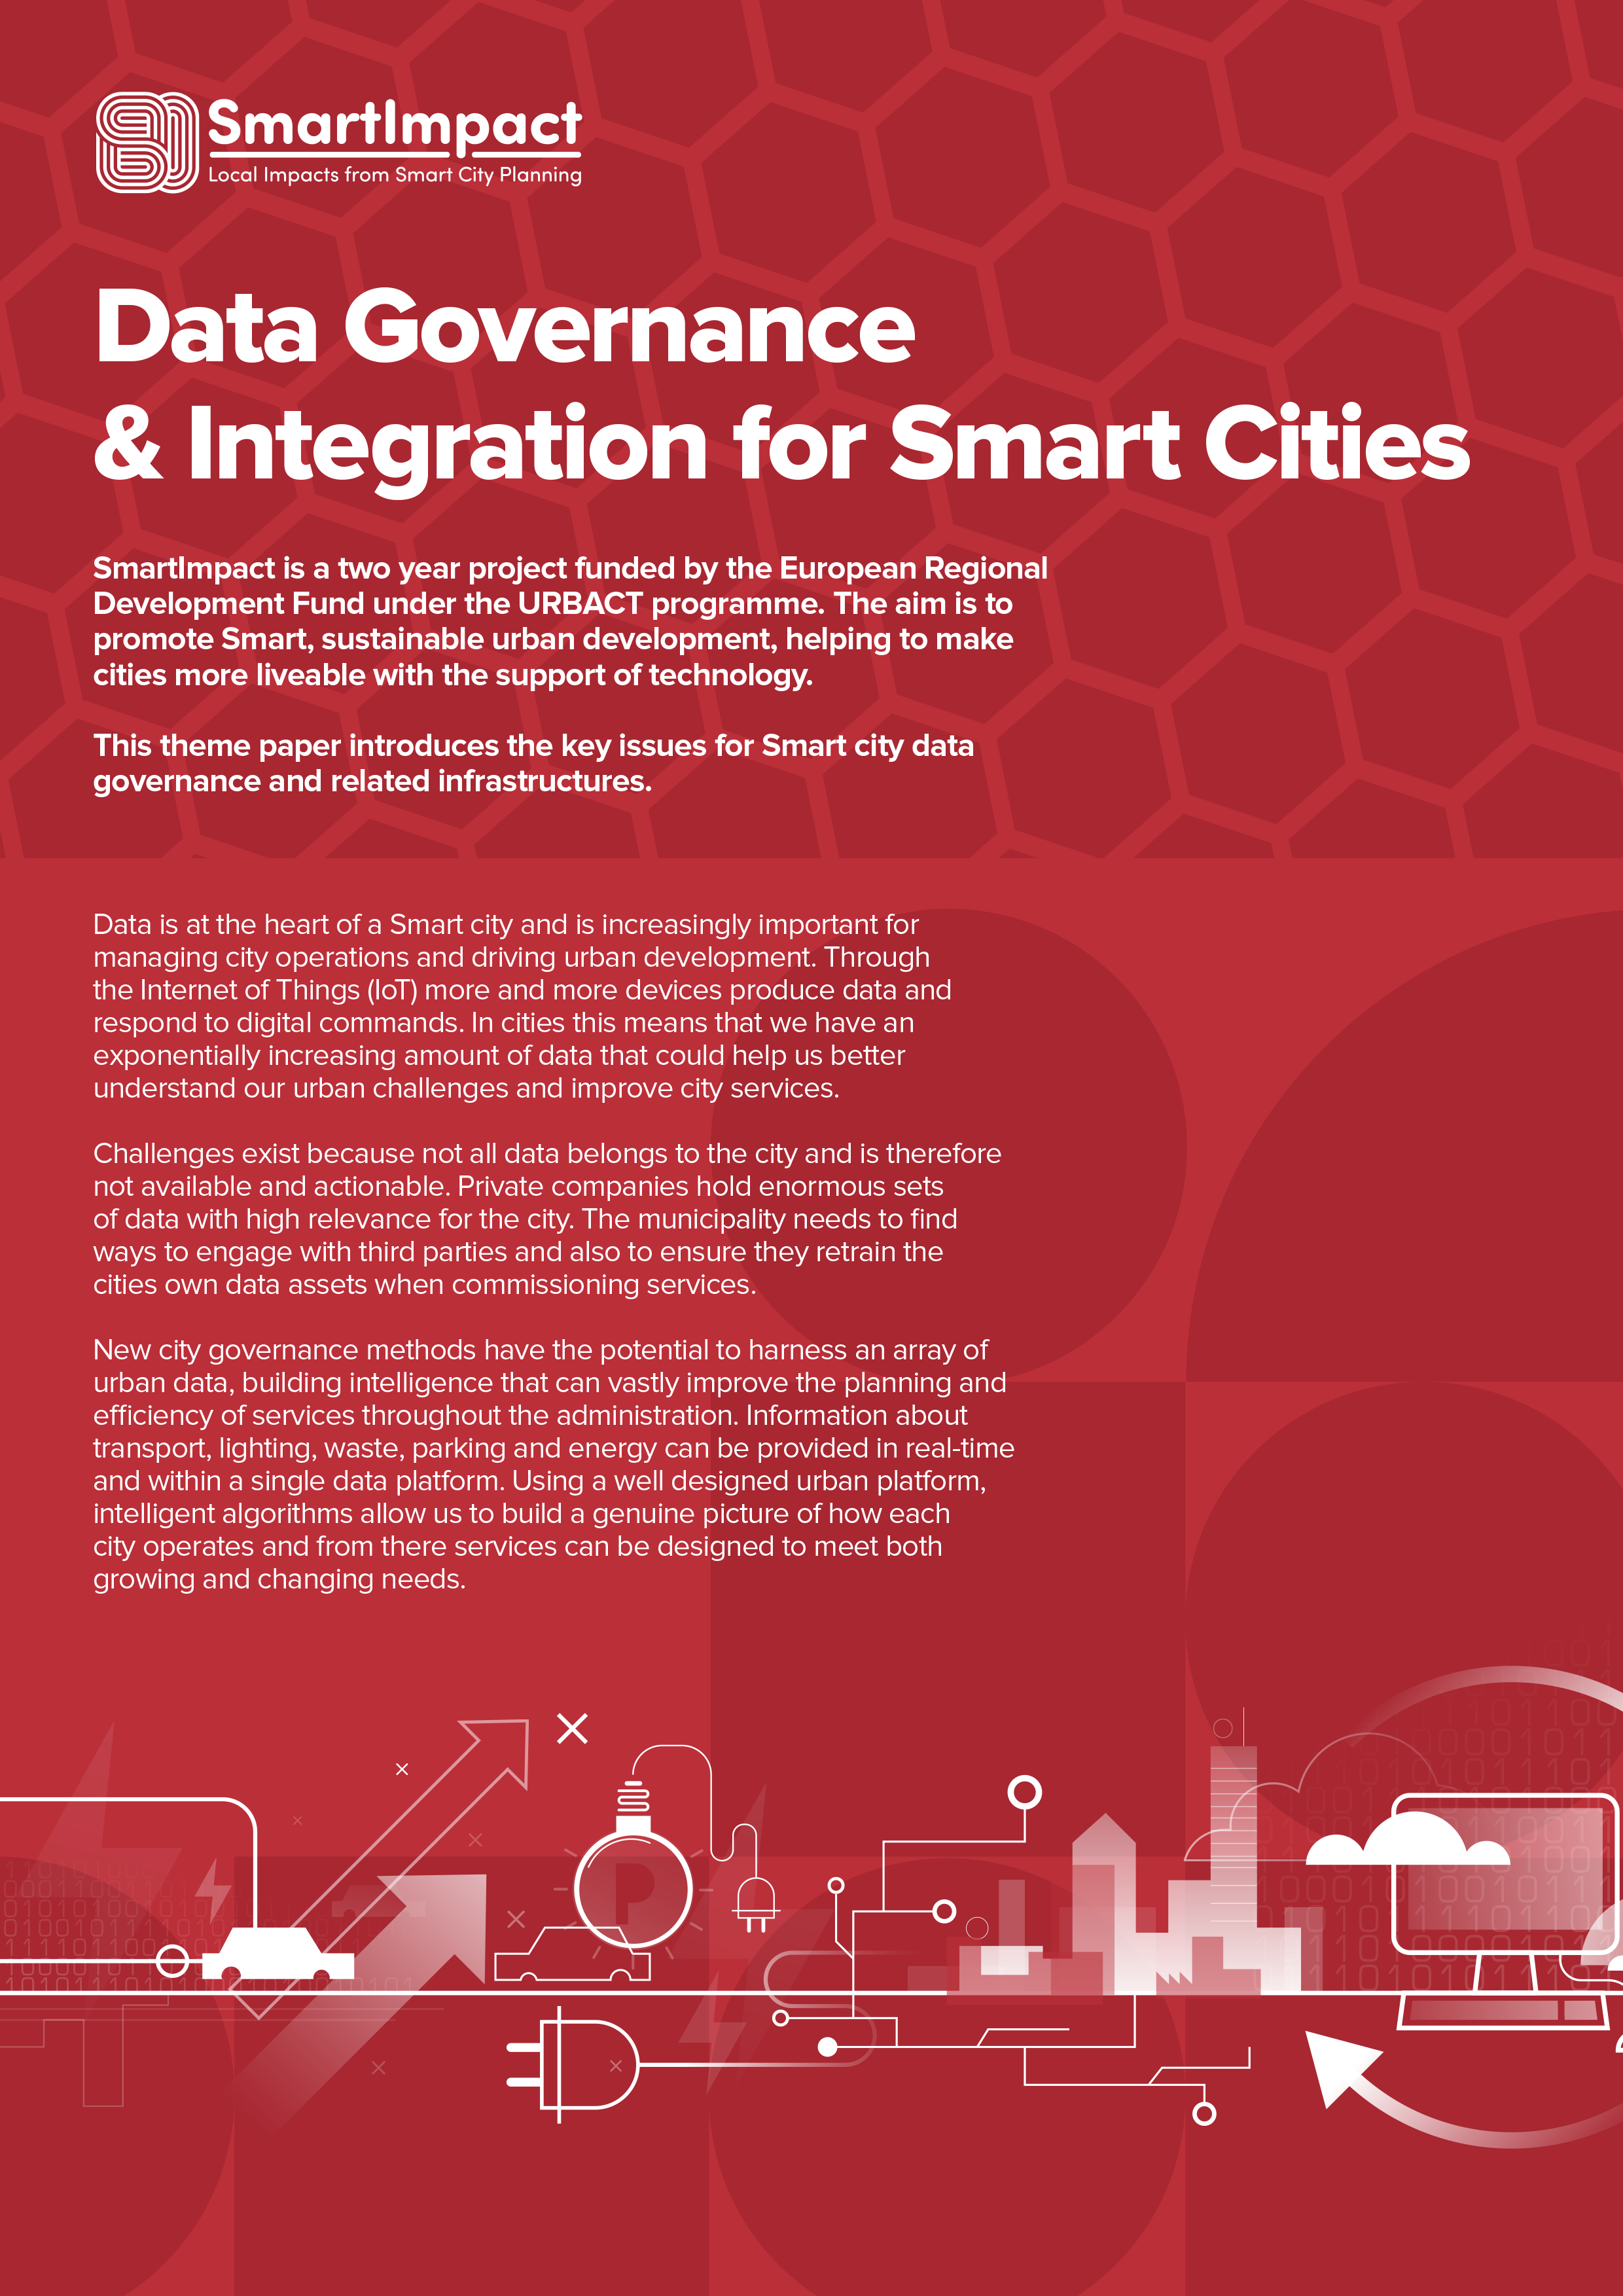 SmartImpact
Local Impacts from Smart City Planning
Data Governance
& Integration for Smart Cities
SmartImpact is a two year project funded by the European Regional
Development Fund under the URBACT programme. The aim is to
promote Smart, sustainable urban development, helping to make
cities more liveable with the support of technology.
This theme paper introduces the key issues for Smart city data
governance and related infrastructures.
Data is at the heart of a Smart city and is increasingly important for
managing city operations and driving urban development. Through
the Internet of Things (IoT) more and more devices produce data and
respond to digital commands. In cities this means that we have an
exponentially increasing amount of data that could help us better
understand our urban challenges and improve city services.
Challenges exist because not all data belongs to the city and is therefore
not available and actionable. Private companies hold enormous sets
of data with high relevance for the city. The municipality needs to find
ways to engage with third parties and also to ensure they retrain the
cities own data assets when commissioning services.
New city governance methods have the potential to harness an array of
urban data, building intelligence that can vastly improve the planning and
efficiency of services throughout the administration. Information about
transport, lighting, waste, parking and energy can be provided in real-time
and within a single data platform. Using a well designed urban platform,
intelligent algorithms allow us to build a genuine picture of how each
city operates and from there services can be designed to meet both
growing and changing needs.
P